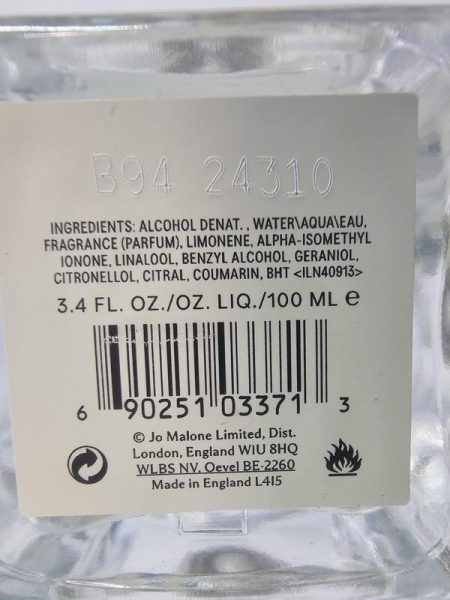 B94 24310
INGREDIENTS: ALCOHOL DENAT. , WATER\AQUA\EAU,
FRAGRANCE (PARFUM), LIMONENE, ALPHA-ISOMETHYL
IONONE, LINALOOL, BENZYL ALCOHOL, GERANIOL,
CITRONELLOL, CITRAL, COUMARIN, BHT <ILN40913>
3.4 FL. OZ./OZ. LIQ./100 ML ℮
6 90251 03371 3
© Jo Malone Limited, Dist.
London, England W1U 8HQ
WLBS NV. Oevel BE-2260
Made in England L415